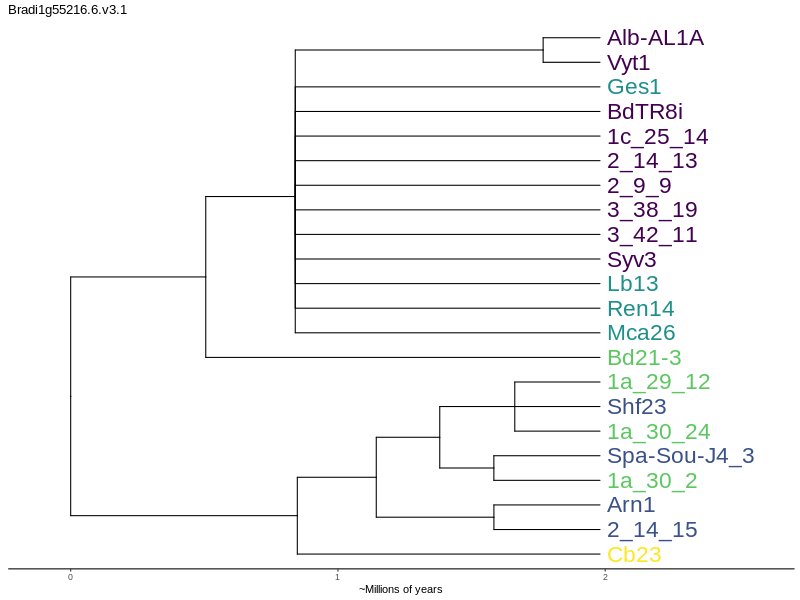 Bradi1g55216.6.v3.1
Alb-AL1A
Vyt1
Ges1
BdTR8i
1c_25_14
2_14_13
2_9_9
3_38_19
3_42_11
Syv3
Lb13
Ren14
Mca26
Bd21-3
1a_29_12
Shf23
1a_30_24
Spa-Sou-J4_3
1a_30_2
Arn1
2_14_15
Cb23
0 1 2
~Millions of years